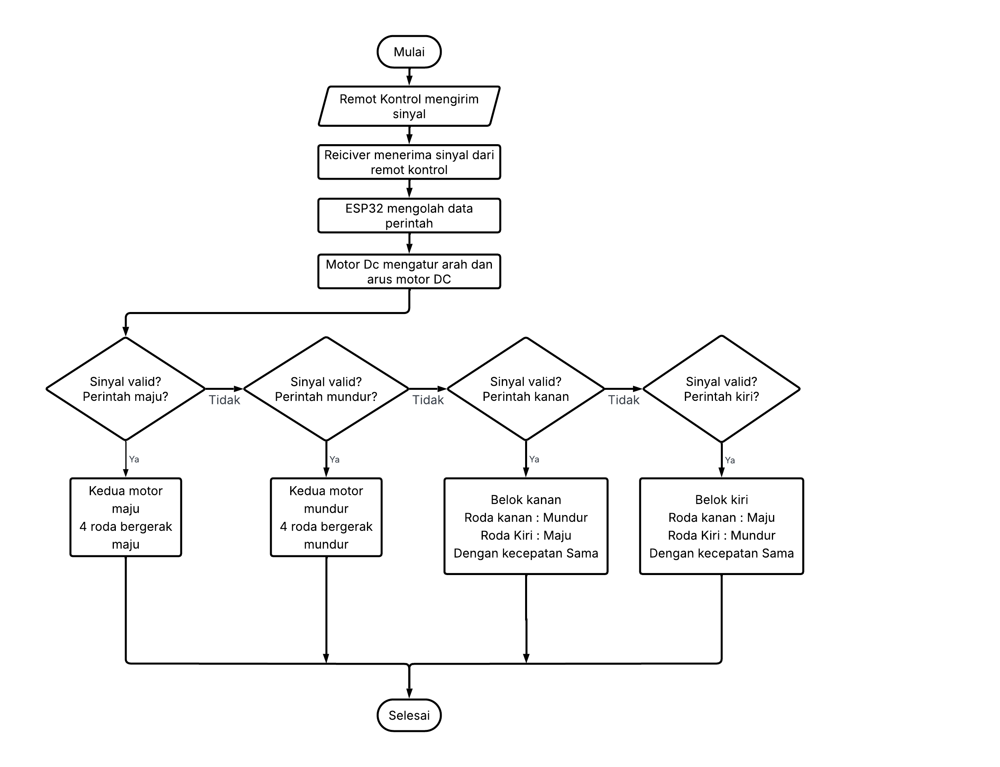 Mulai
Remot Kontrol mengirim
sinyal
Reiciver menerima sinyal dari
remot kontrol
ESP32 mengolah data
perintah
Motor Dc mengatur arah dan
arus motor DC
Sinyal valid?
Perintah maju?
Tidak
Sinyal valid?
Perintah mundur?
Tidak
Sinyal valid?
Perintah kanan
Tidak
Sinyal valid?
Perintah kiri?
Ya
Ya
Ya
Ya
Kedua motor
maju
4 roda bergerak
maju
Kedua motor
mundur
4 roda bergerak
mundur
Belok kanan
Roda kanan : Mundur
Roda Kiri : Maju
Dengan kecepatan Sama
Belok kiri
Roda kanan : Maju
Roda Kiri : Mundur
Dengan kecepatan Sama
Selesai